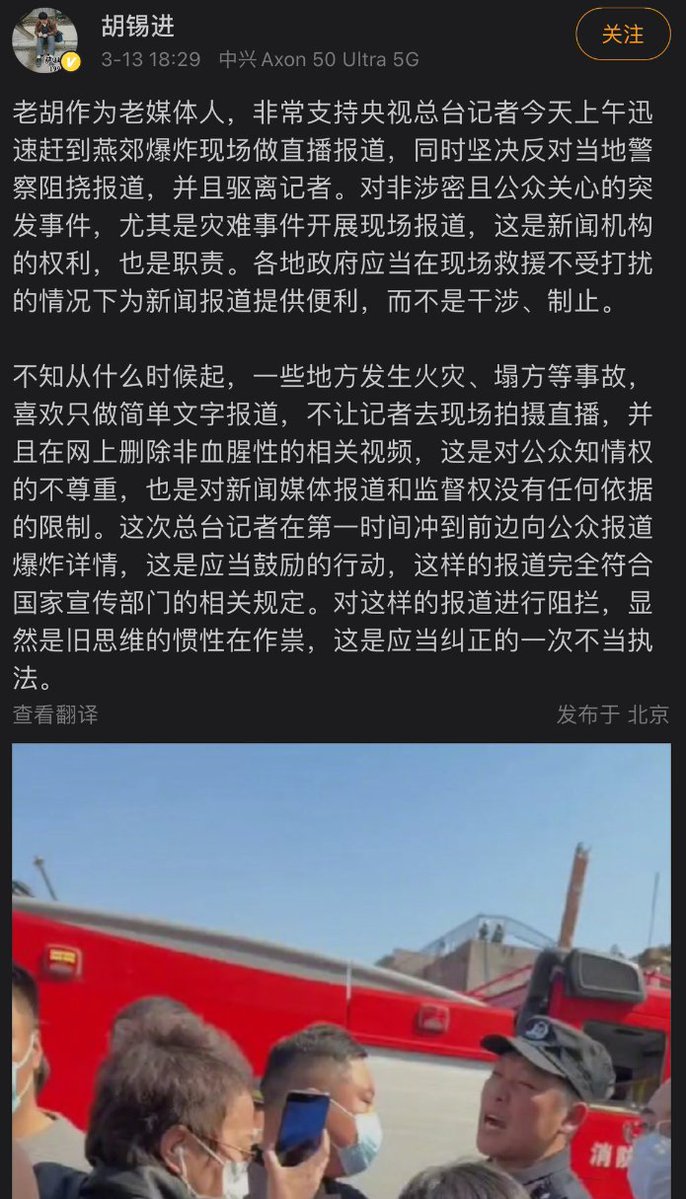 胡锡进
3-13 18:29 中兴Axon 50 Ultra 5G
关注
老胡作为老媒体人，非常支持央视总台记者今天上午迅
速赶到燕郊爆炸现场做直播报道，同时坚决反对当地警
察阻挠报道，并且驱离记者。对非涉密且公众关心的突
发事件，尤其是灾难事件开展现场报道，这是新闻机构
的权利，也是职责。各地政府应当在现场救援不受打扰
的情况下为新闻报道提供便利，而不是干涉、制止。
不知从什么时候起，一些地方发生火灾、塌方等事故，
喜欢只做简单文字报道，不让记者去现场拍摄直播，并
且在网上删除非血腥性的相关视频，这是对公众知情权
的不尊重，也是对新闻媒体报道和监督权没有任何依据
的限制。这次总台记者在第一时间冲到前边向公众报道
爆炸详情，这是应当鼓励的行动，这样的报道完全符合
国家宣传部门的相关规定。对这样的报道进行阻拦，显
然是旧思维的惯性在作祟，这是应当纠正的一次不当执
法。
查看翻译
发布于 北京
消防